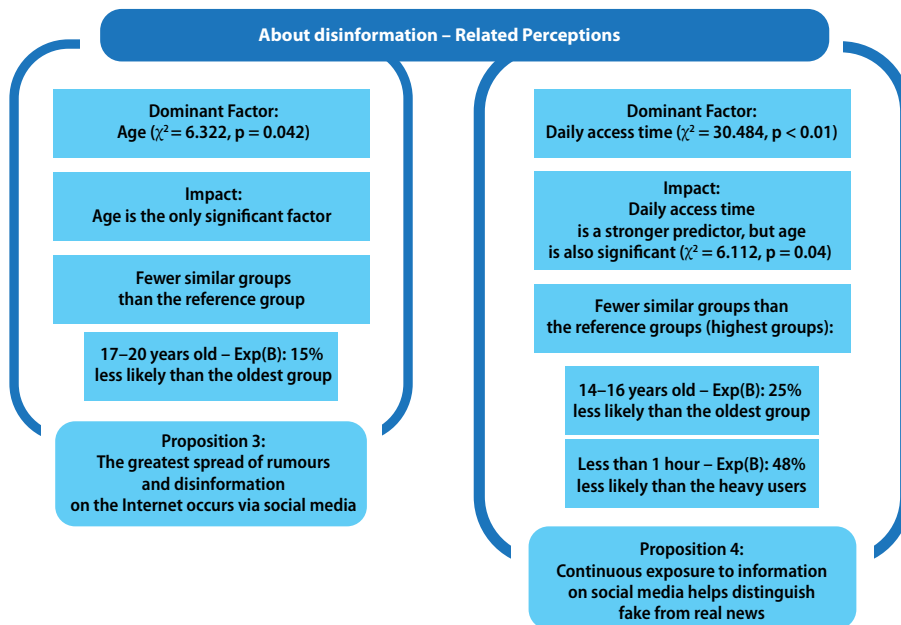 About disinformation – Related Perceptions
Dominant Factor:
Age (χ² = 6.322, p = 0.042)
Impact:
Age is the only significant factor
Fewer similar groups
than the reference group
17–20 years old – Exp(B): 15%
less likely than the oldest group
Proposition 3:
The greatest spread of rumours
and disinformation
on the Internet occurs via social media
Dominant Factor:
Daily access time (χ² = 30.484, p < 0.01)
Impact:
Daily access time
is a stronger predictor, but age
is also significant (χ² = 6.112, p = 0.04)
Fewer similar groups than
the reference groups (highest groups):
14–16 years old – Exp(B): 25%
less likely than the oldest group
Less than 1 hour – Exp(B): 48%
less likely than the heavy users
Proposition 4:
Continuous exposure to information
on social media helps distinguish
fake from real news